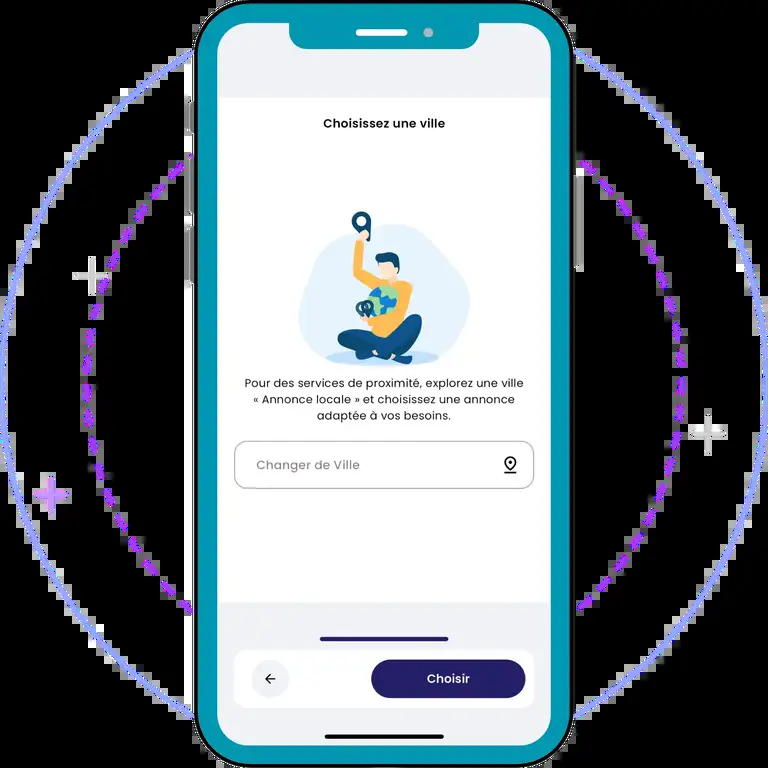 Choisissez une ville
Pour des services de proximité, explorez une ville
« Annonce locale » et choisissez une annonce
adaptée à vos besoins.
Changer de Ville
Choisir